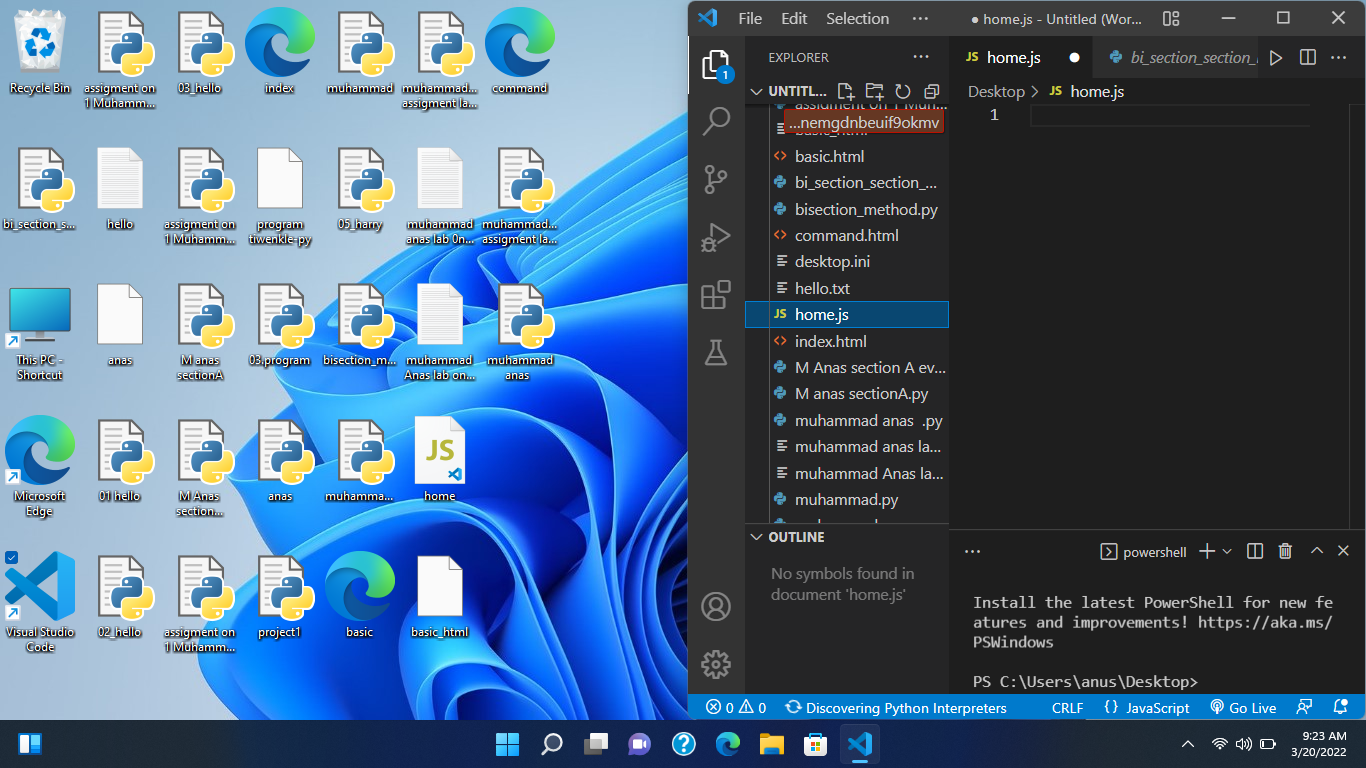 Recycle Bin
assigment on
1 Muhamm...
03_hello
index
muhammad
muhammad...
assigment la...
command
bi_section_s...
hello
assigment on
1 Muhamm...
program
tiwenkle-py
05_harry
muhammad
anas lab 0n...
muhammad...
assigment la...
This PC -
Shortcut
anas
M anas
sectionA
03.program
bisection_m...
muhammad
Anas lab on...
muhammad
anas
Microsoft
Edge
01 hello
M Anas
section...
anas
muhamma...
home
JS
Visual Studio
Code
02_hello
assigment on
1 Muhamm...
project1
basic
basic_html
File Edit Selection ...
● home.js - Untitled (Wor...
EXPLORER ...
1
UNTITL...
assigment on 1 Muh...
basic_html
...nemgdnbeuif9okmv
<> basic.html
bi_section_section_...
bisection_method.py
<> command.html
desktop.ini
hello.txt
JS home.js
<> index.html
M Anas section A ev...
M anas sectionA.py
muhammad anas .py
muhammad anas la...
muhammad Anas la...
muhammad.py
OUTLINE
No symbols found in
document 'home.js'
JS home.js ●
bi_section_section_
...
Desktop > JS home.js
1
...
powershell
Install the latest PowerShell for new fe
atures and improvements! https://aka.ms/
PSWindows
PS C:\Users\anus\Desktop>
0 0 Discovering Python Interpreters
CRLF {} JavaScript Go Live
9:23 AM
3/20/2022